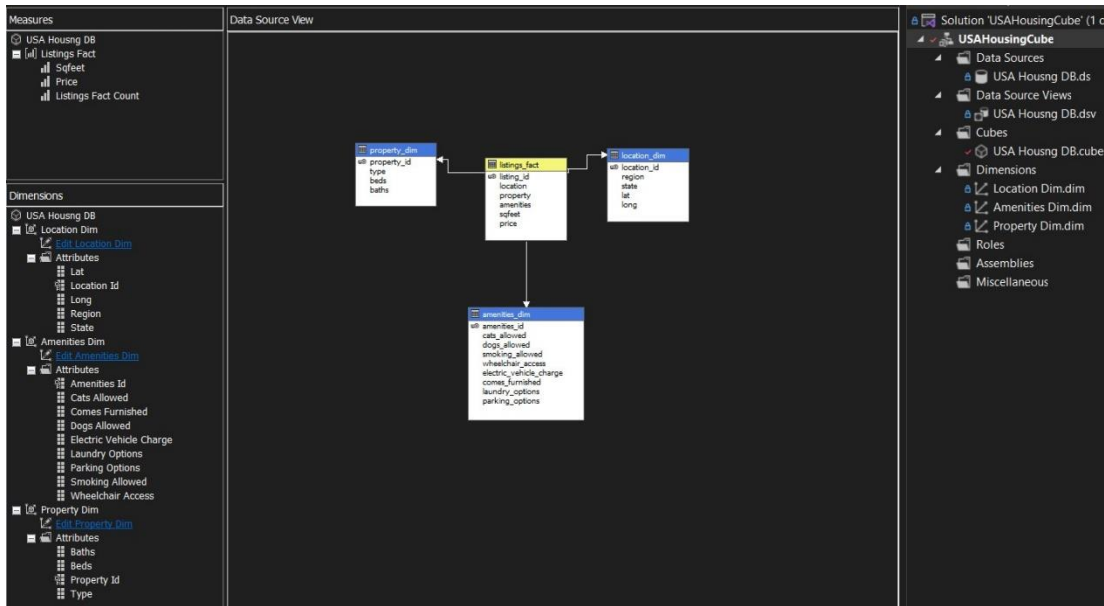 Measures
USA Housng DB
Listings Fact
Sqfeet
Price
Listings Fact Count
Dimensions
USA Housng DB
Location Dim
Edit Location Dim
Attributes
Lat
Location Id
Long
Region
State
Amenities Dim
Edit Amenities Dim
Attributes
Amenities Id
Cats Allowed
Comes Furnished
Dogs Allowed
Electric Vehicle Charge
Laundry Options
Parking Options
Smoking Allowed
Wheelchair Access
Property Dim
Edit Property Dim
Attributes
Baths
Beds
Property Id
Type
Data Source View
property_dim
property_id
type
beds
baths
listings_fact
listing_id
location
property
amenities
sqfeet
price
location_dim
location_id
region
state
lat
long
amenities_dim
amenities_id
cats_allowed
dogs_allowed
smoking_allowed
wheelchair_access
electric_vehicle_charge
comes_furnished
laundry_options
parking_options
Solution 'USAHousingCube' (1 o
USAHousingCube
Data Sources
USA Housng DB.ds
Data Source Views
USA Housng DB.dsv
Cubes
USA Housng DB.cube
Dimensions
Location Dim.dim
Amenities Dim.dim
Property Dim.dim
Roles
Assemblies
Miscellaneous